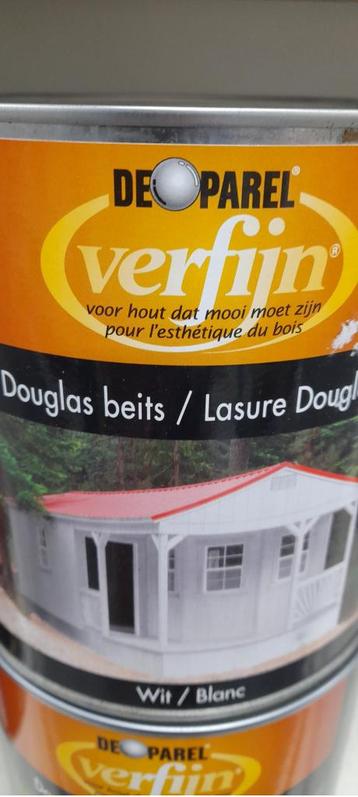 DE PAREL®
verfijn®
voor hout dat mooi moet zijn
pour l'esthétique du bois
Douglas beits / Lasure Dougl
Wit / Blanc
DE PAREL
verfijn